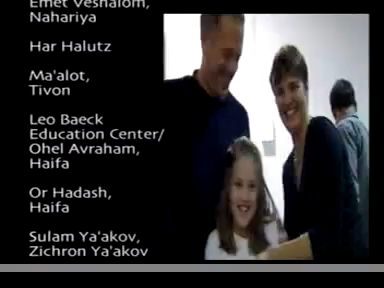 Emet Veshalom,
Nahariya
Har Halutz
Ma'alot,
Tivon
Leo Baeck
Education Center/
Ohel Avraham,
Haifa
Or Hadash,
Haifa
Sulam Ya'akov,
Zichron Ya'akov